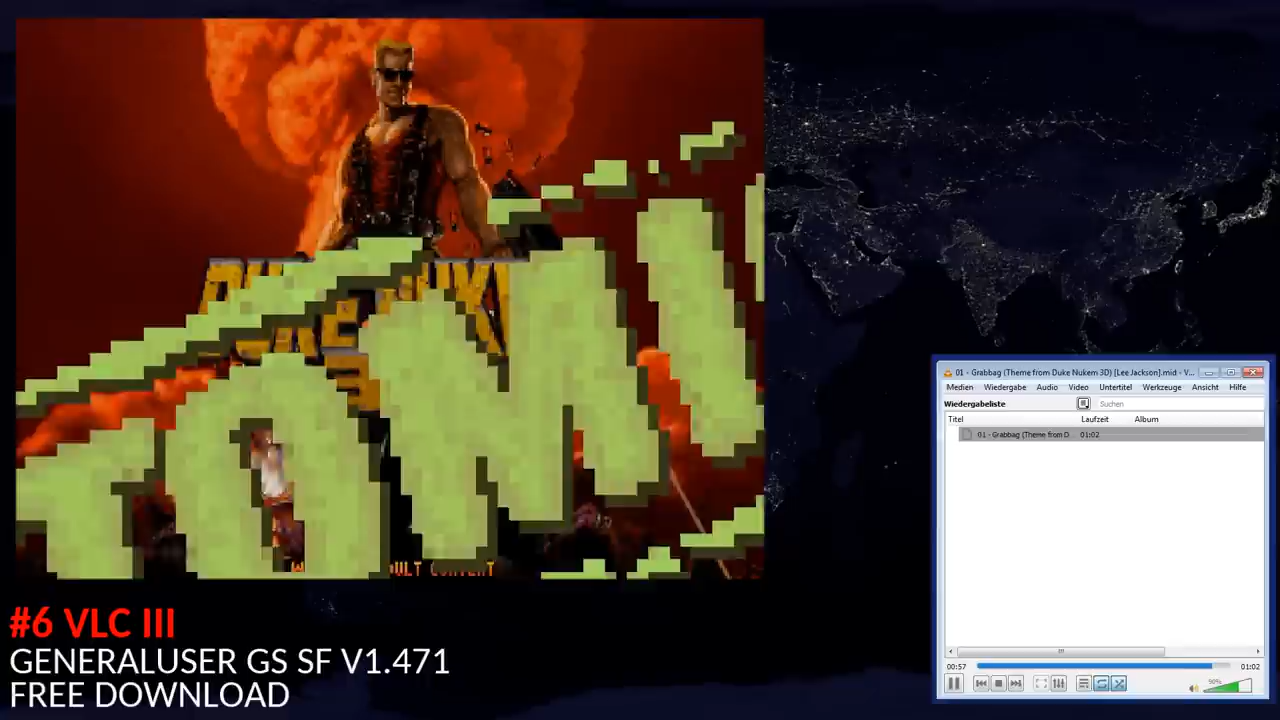 ULT CONTENT
#6 VLC III
GENERALUSER GS SF V1.471
FREE DOWNLOAD
01 - Grabbag (Theme from Duke Nukem 3D) [Lee Jackson].mid - V...
Medien Wiedergabe Audio Video Untertitel Werkzeuge Ansicht Hilfe
Wiedergabeliste
Suchen
Titel Laufzeit Album
01 - Grabbag (Theme from D... 01:02
00:57 01:02
90%